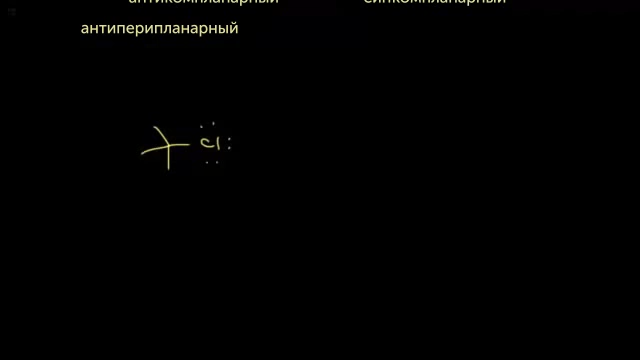 антикомпланарный синкомпланарный
антиперипланарный
Cl